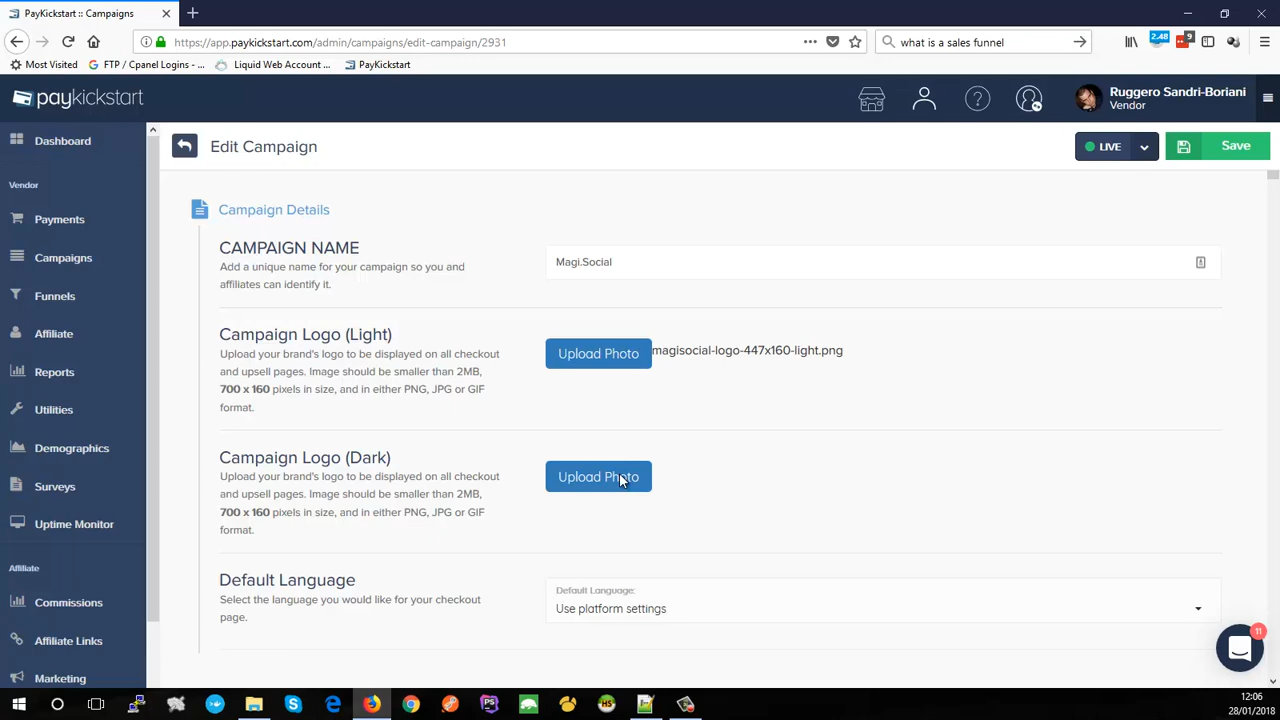 PayKickstart :: Campaigns
https://app.paykickstart.com/admin/campaigns/edit-campaign/2931
what is a sales funnel
2.48
9
Most Visited
FTP / Cpanel Logins - ...
Liquid Web Account ...
PayKickstart
paykickstart
Ruggero Sandri-Boriani
Vendor
Dashboard
Vendor
Payments
Campaigns
Funnels
Affiliate
Reports
Utilities
Demographics
Surveys
Uptime Monitor
Affiliate
Commissions
Affiliate Links
Marketing
Edit Campaign
LIVE
Save
Campaign Details
CAMPAIGN NAME
Add a unique name for your campaign so you and
affiliates can identify it.
Magi.Social
Campaign Logo (Light)
Upload your brand's logo to be displayed on all checkout
and upsell pages. Image should be smaller than 2MB,
700 x 160 pixels in size, and in either PNG, JPG or GIF
format.
Upload Photo
magisocial-logo-447x160-light.png
Campaign Logo (Dark)
Upload your brand's logo to be displayed on all checkout
and upsell pages. Image should be smaller than 2MB,
700 x 160 pixels in size, and in either PNG, JPG or GIF
format.
Upload Photo
Default Language
Select the language you would like for your checkout
page.
Default Language:
Use platform settings
11
12:06
28/01/2018